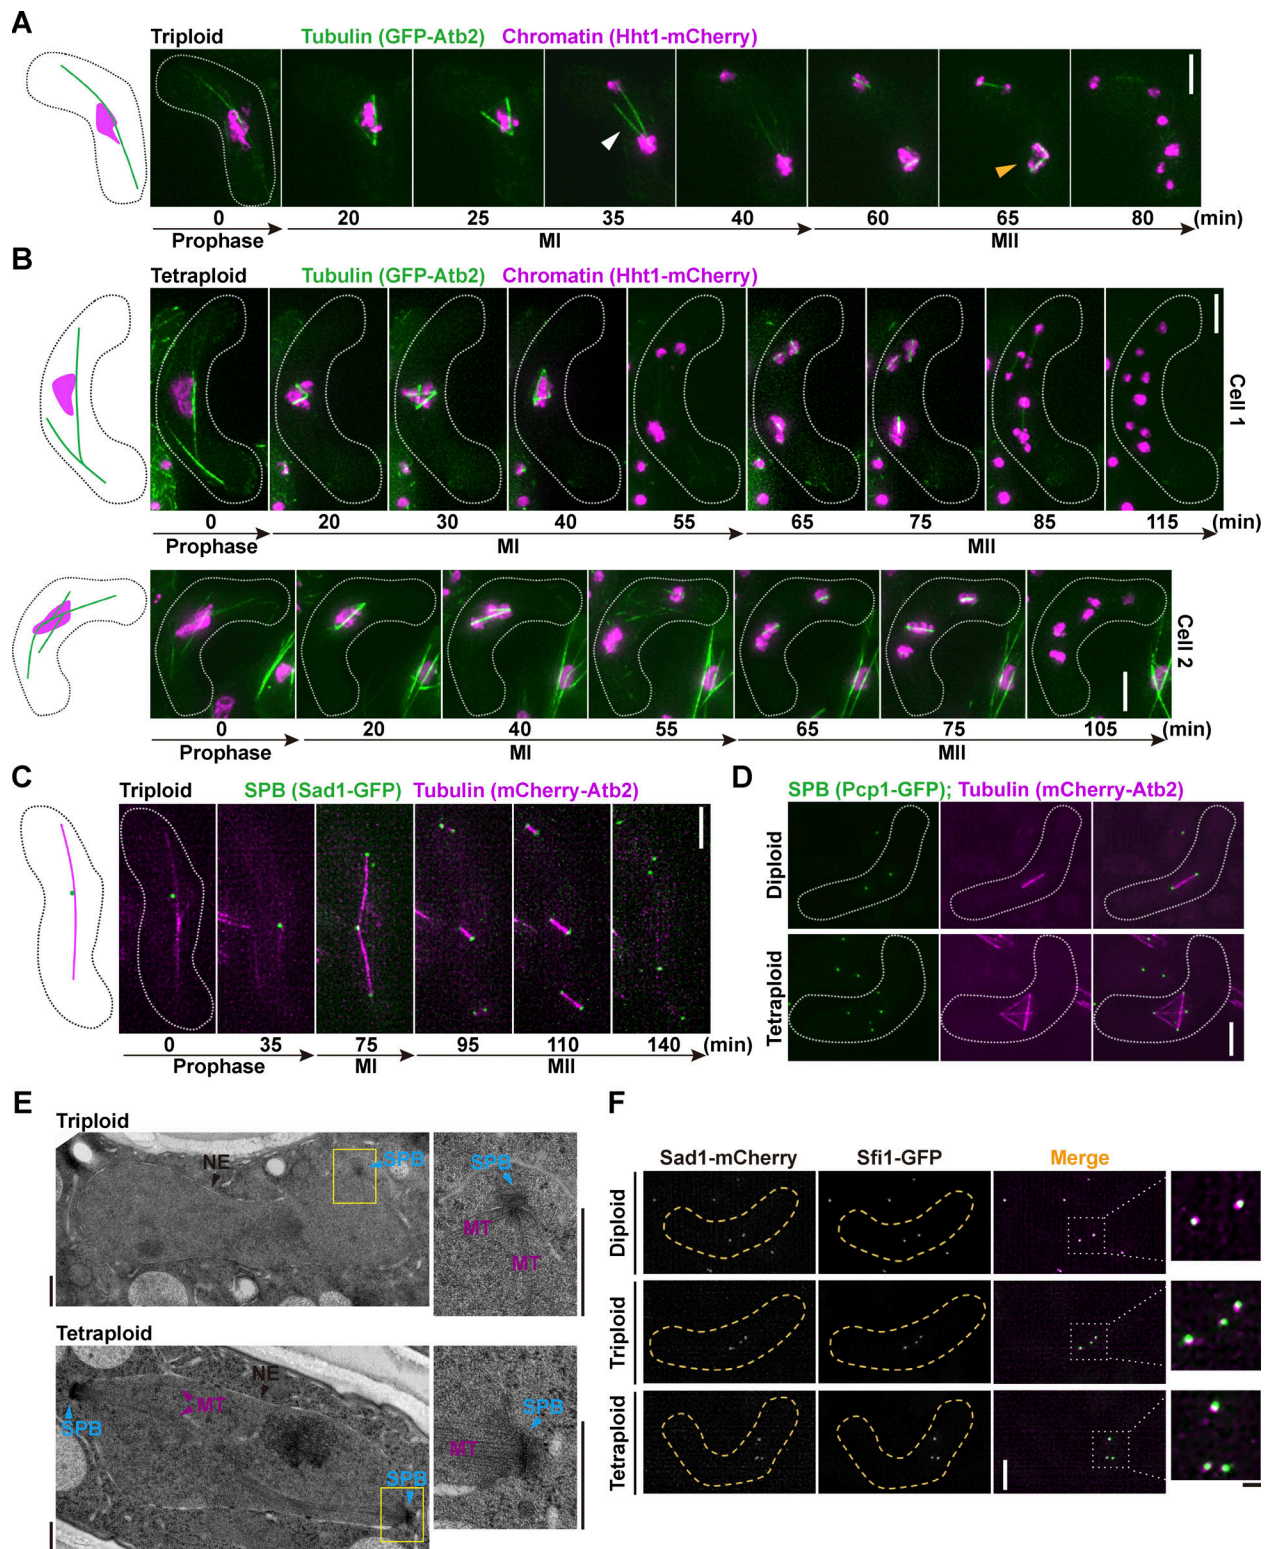 A
Triploid Tubulin (GFP-Atb2) Chromatin (Hht1-mCherry)
0 20 25 35 40 60 65 80 (min)
Prophase MI MII
B
Tetraploid Tubulin (GFP-Atb2) Chromatin (Hht1-mCherry)
Cell 1
0 20 30 40 55 65 75 85 115 (min)
Prophase MI MII
Cell 2
0 20 40 55 65 75 105 (min)
Prophase MI MII
C
Triploid SPB (Sad1-GFP) Tubulin (mCherry-Atb2)
0 35 75 95 110 140 (min)
Prophase MI MII
D
SPB (Pcp1-GFP); Tubulin (mCherry-Atb2)
Diploid
Tetraploid
E
Triploid
NE SPB SPB
MT MT
Tetraploid
NE MT SPB SPB
SPB MT
F
Sad1-mCherry Sfi1-GFP Merge
Diploid
Triploid
Tetraploid